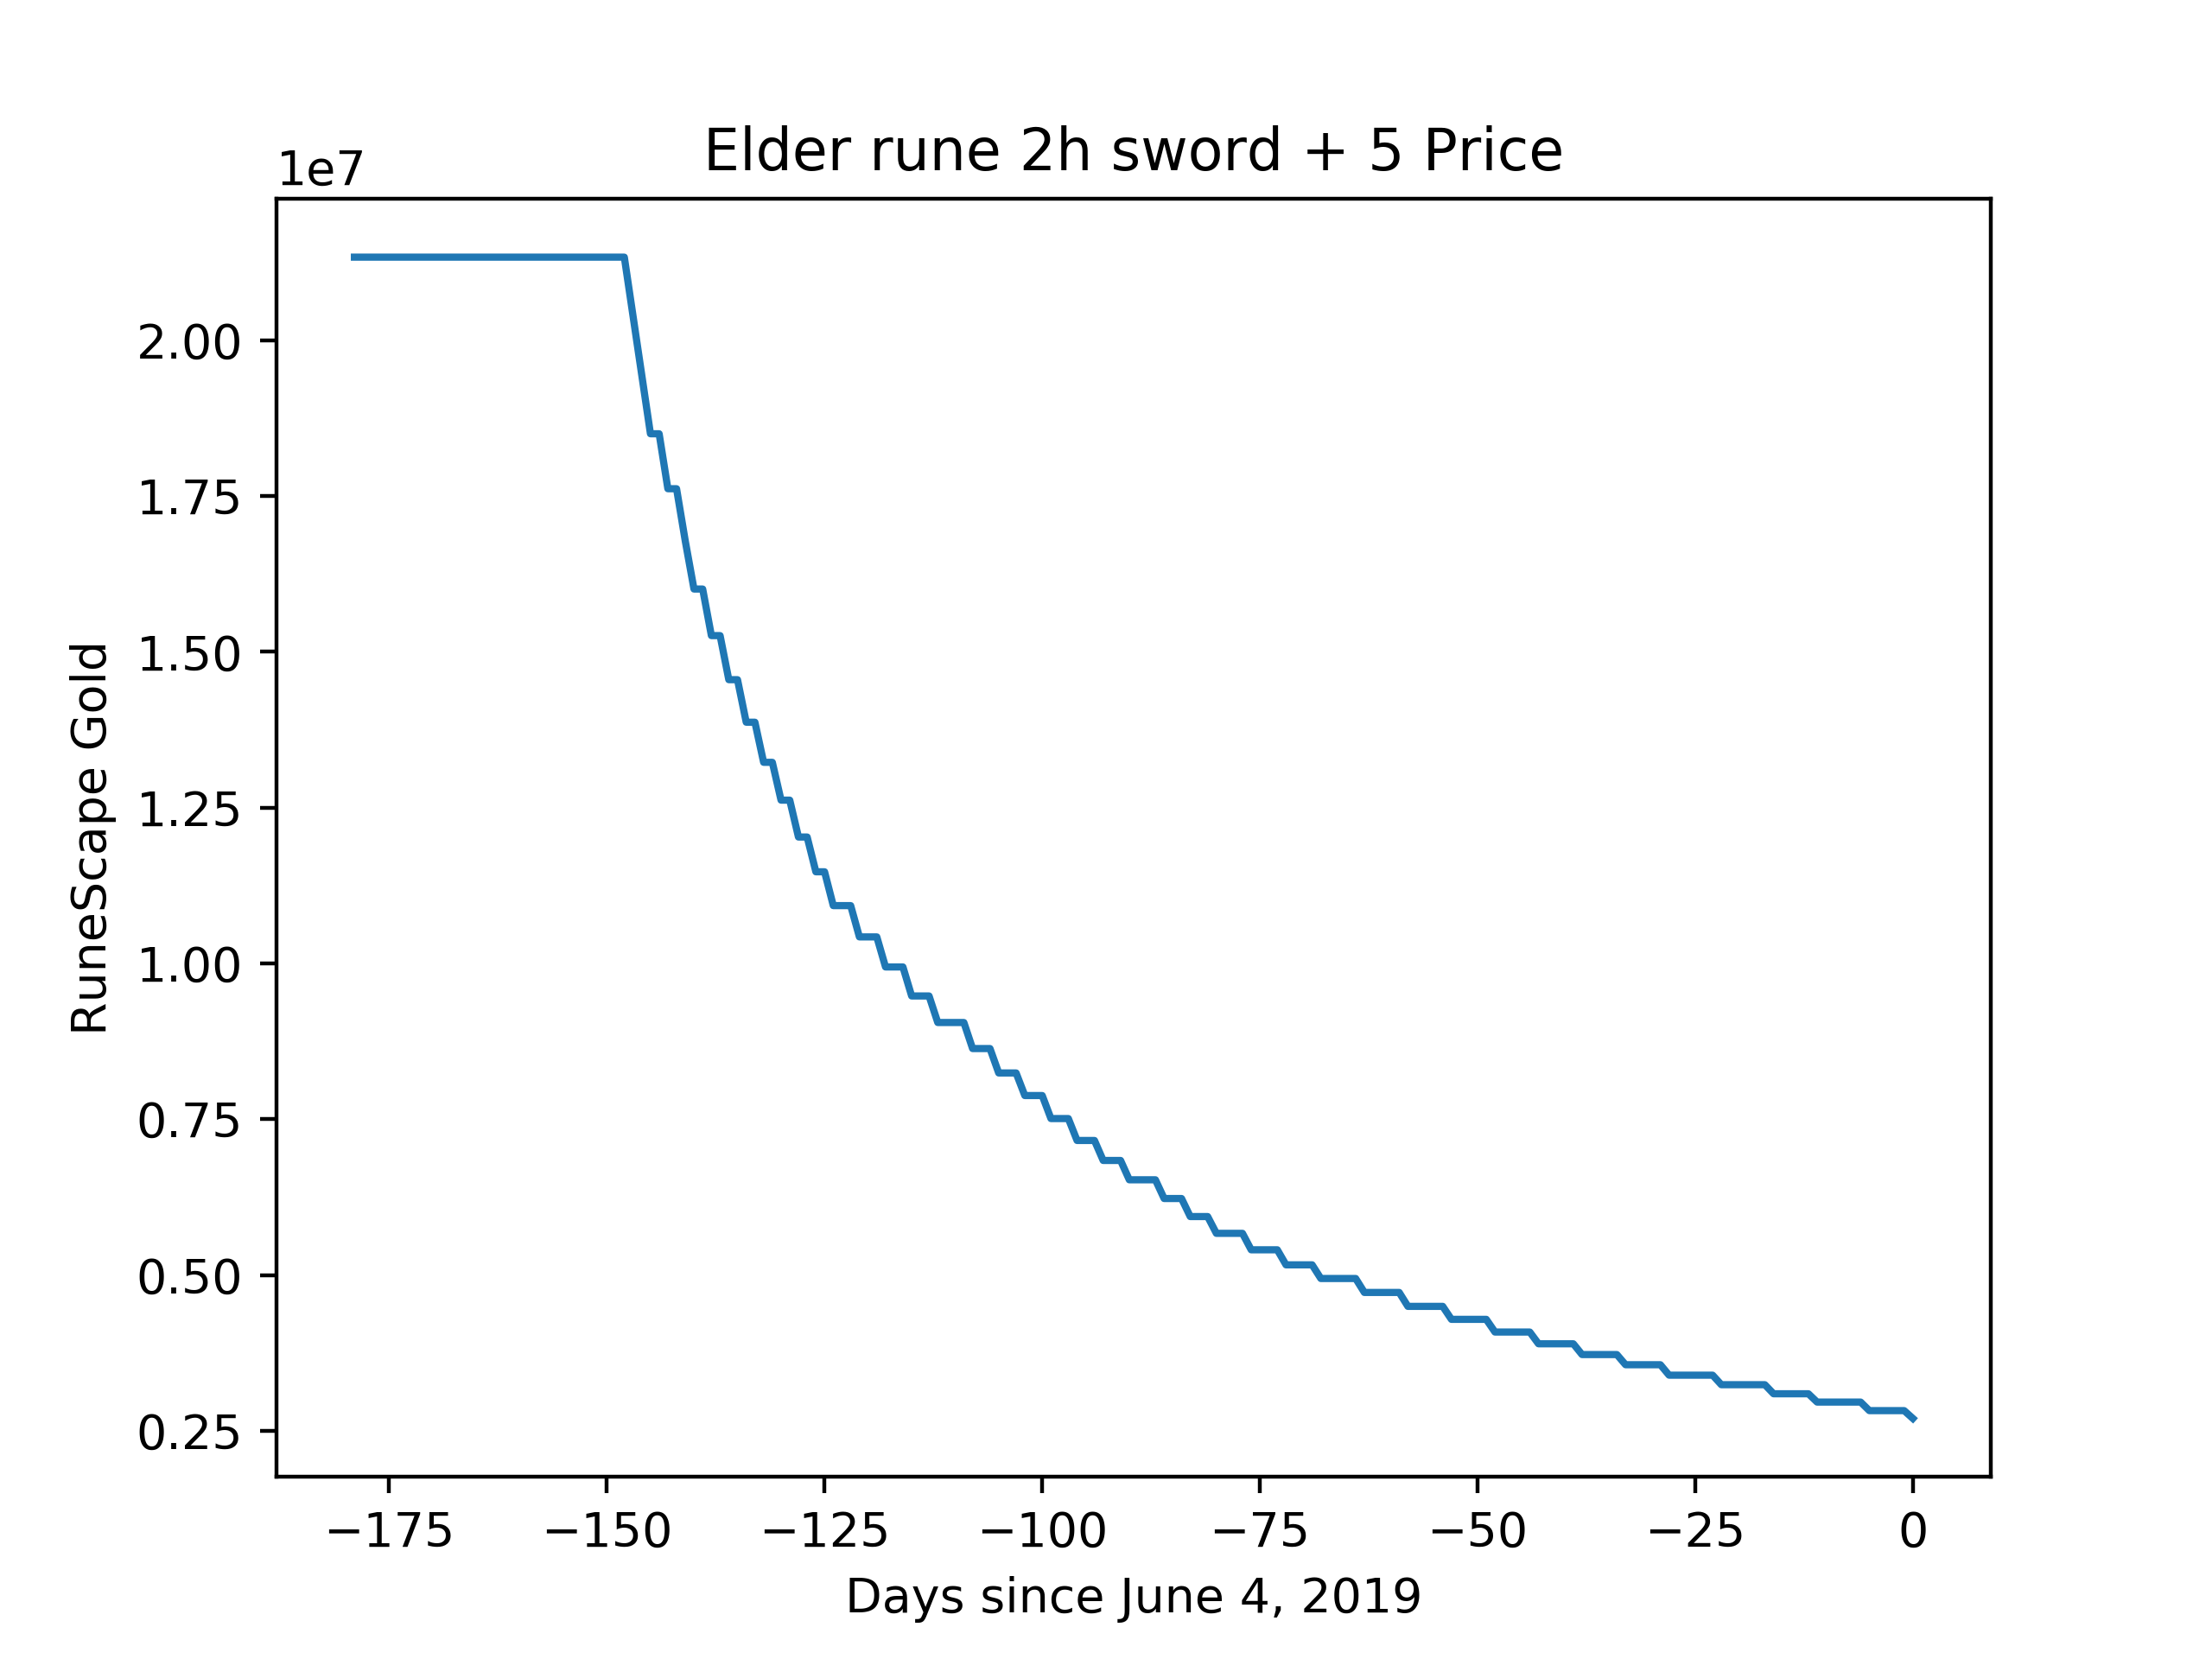 Elder rune 2h sword + 5 Price
1e7
2.00
1.75
1.50
1.25
1.00
0.75
0.50
0.25
RuneScape Gold
−175 −150 −125 −100 −75 −50 −25 0
Days since June 4, 2019